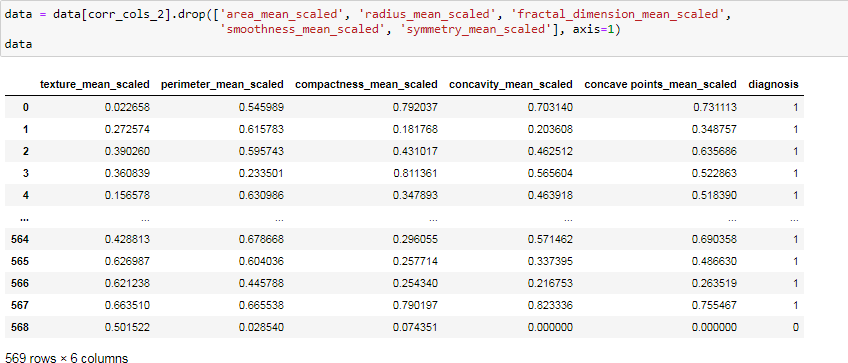 data = data[corr_cols_2].drop(['area_mean_scaled', 'radius_mean_scaled', 'fractal_dimension_mean_scaled',
'smoothness_mean_scaled', 'symmetry_mean_scaled'], axis=1)
data
texture_mean_scaled perimeter_mean_scaled compactness_mean_scaled concavity_mean_scaled concave points_mean_scaled diagnosis
0 0.022658 0.545989 0.792037 0.703140 0.731113 1
1 0.272574 0.615783 0.181768 0.203608 0.348757 1
2 0.390260 0.595743 0.431017 0.462512 0.635686 1
3 0.360839 0.233501 0.811361 0.565604 0.522863 1
4 0.156578 0.630986 0.347893 0.463918 0.518390 1
... ... ... ... ... ... ...
564 0.428813 0.678668 0.296055 0.571462 0.690358 1
565 0.626987 0.604036 0.257714 0.337395 0.486630 1
566 0.621238 0.445788 0.254340 0.216753 0.263519 1
567 0.663510 0.665538 0.790197 0.823336 0.755467 1
568 0.501522 0.028540 0.074351 0.000000 0.000000 0
569 rows × 6 columns